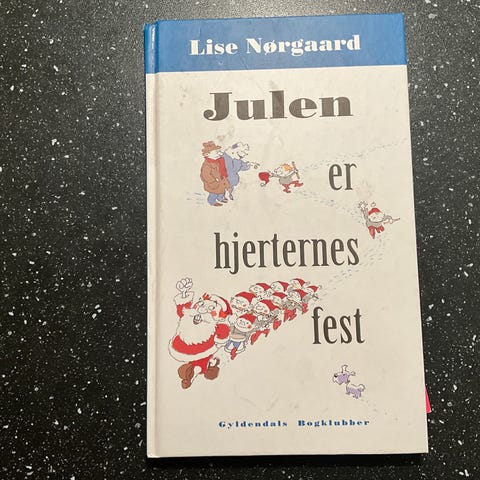 Lise Nørgaard
Julen
er
hjerternes
fest
Gyldendals Bogklubber